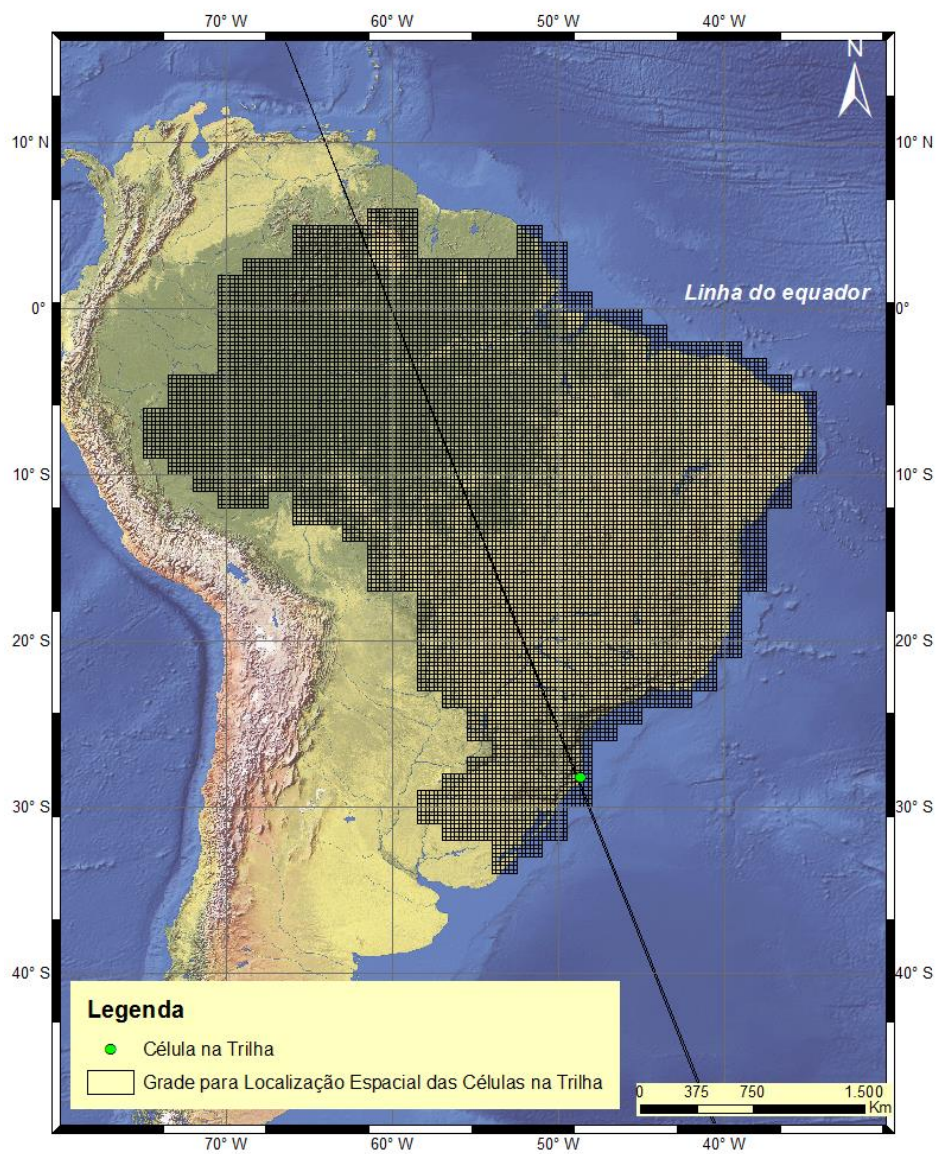 70° W 60° W 50° W 40° W
N
10° N 10° N
Linha do equador
0° 0°
10° S 10° S
20° S 20° S
30° S 30° S
40° S 40° S
Legenda
Célula na Trilha
Grade para Localização Espacial das Células na Trilha
0 375 750 1.500
Km
70° W 60° W 50° W 40° W